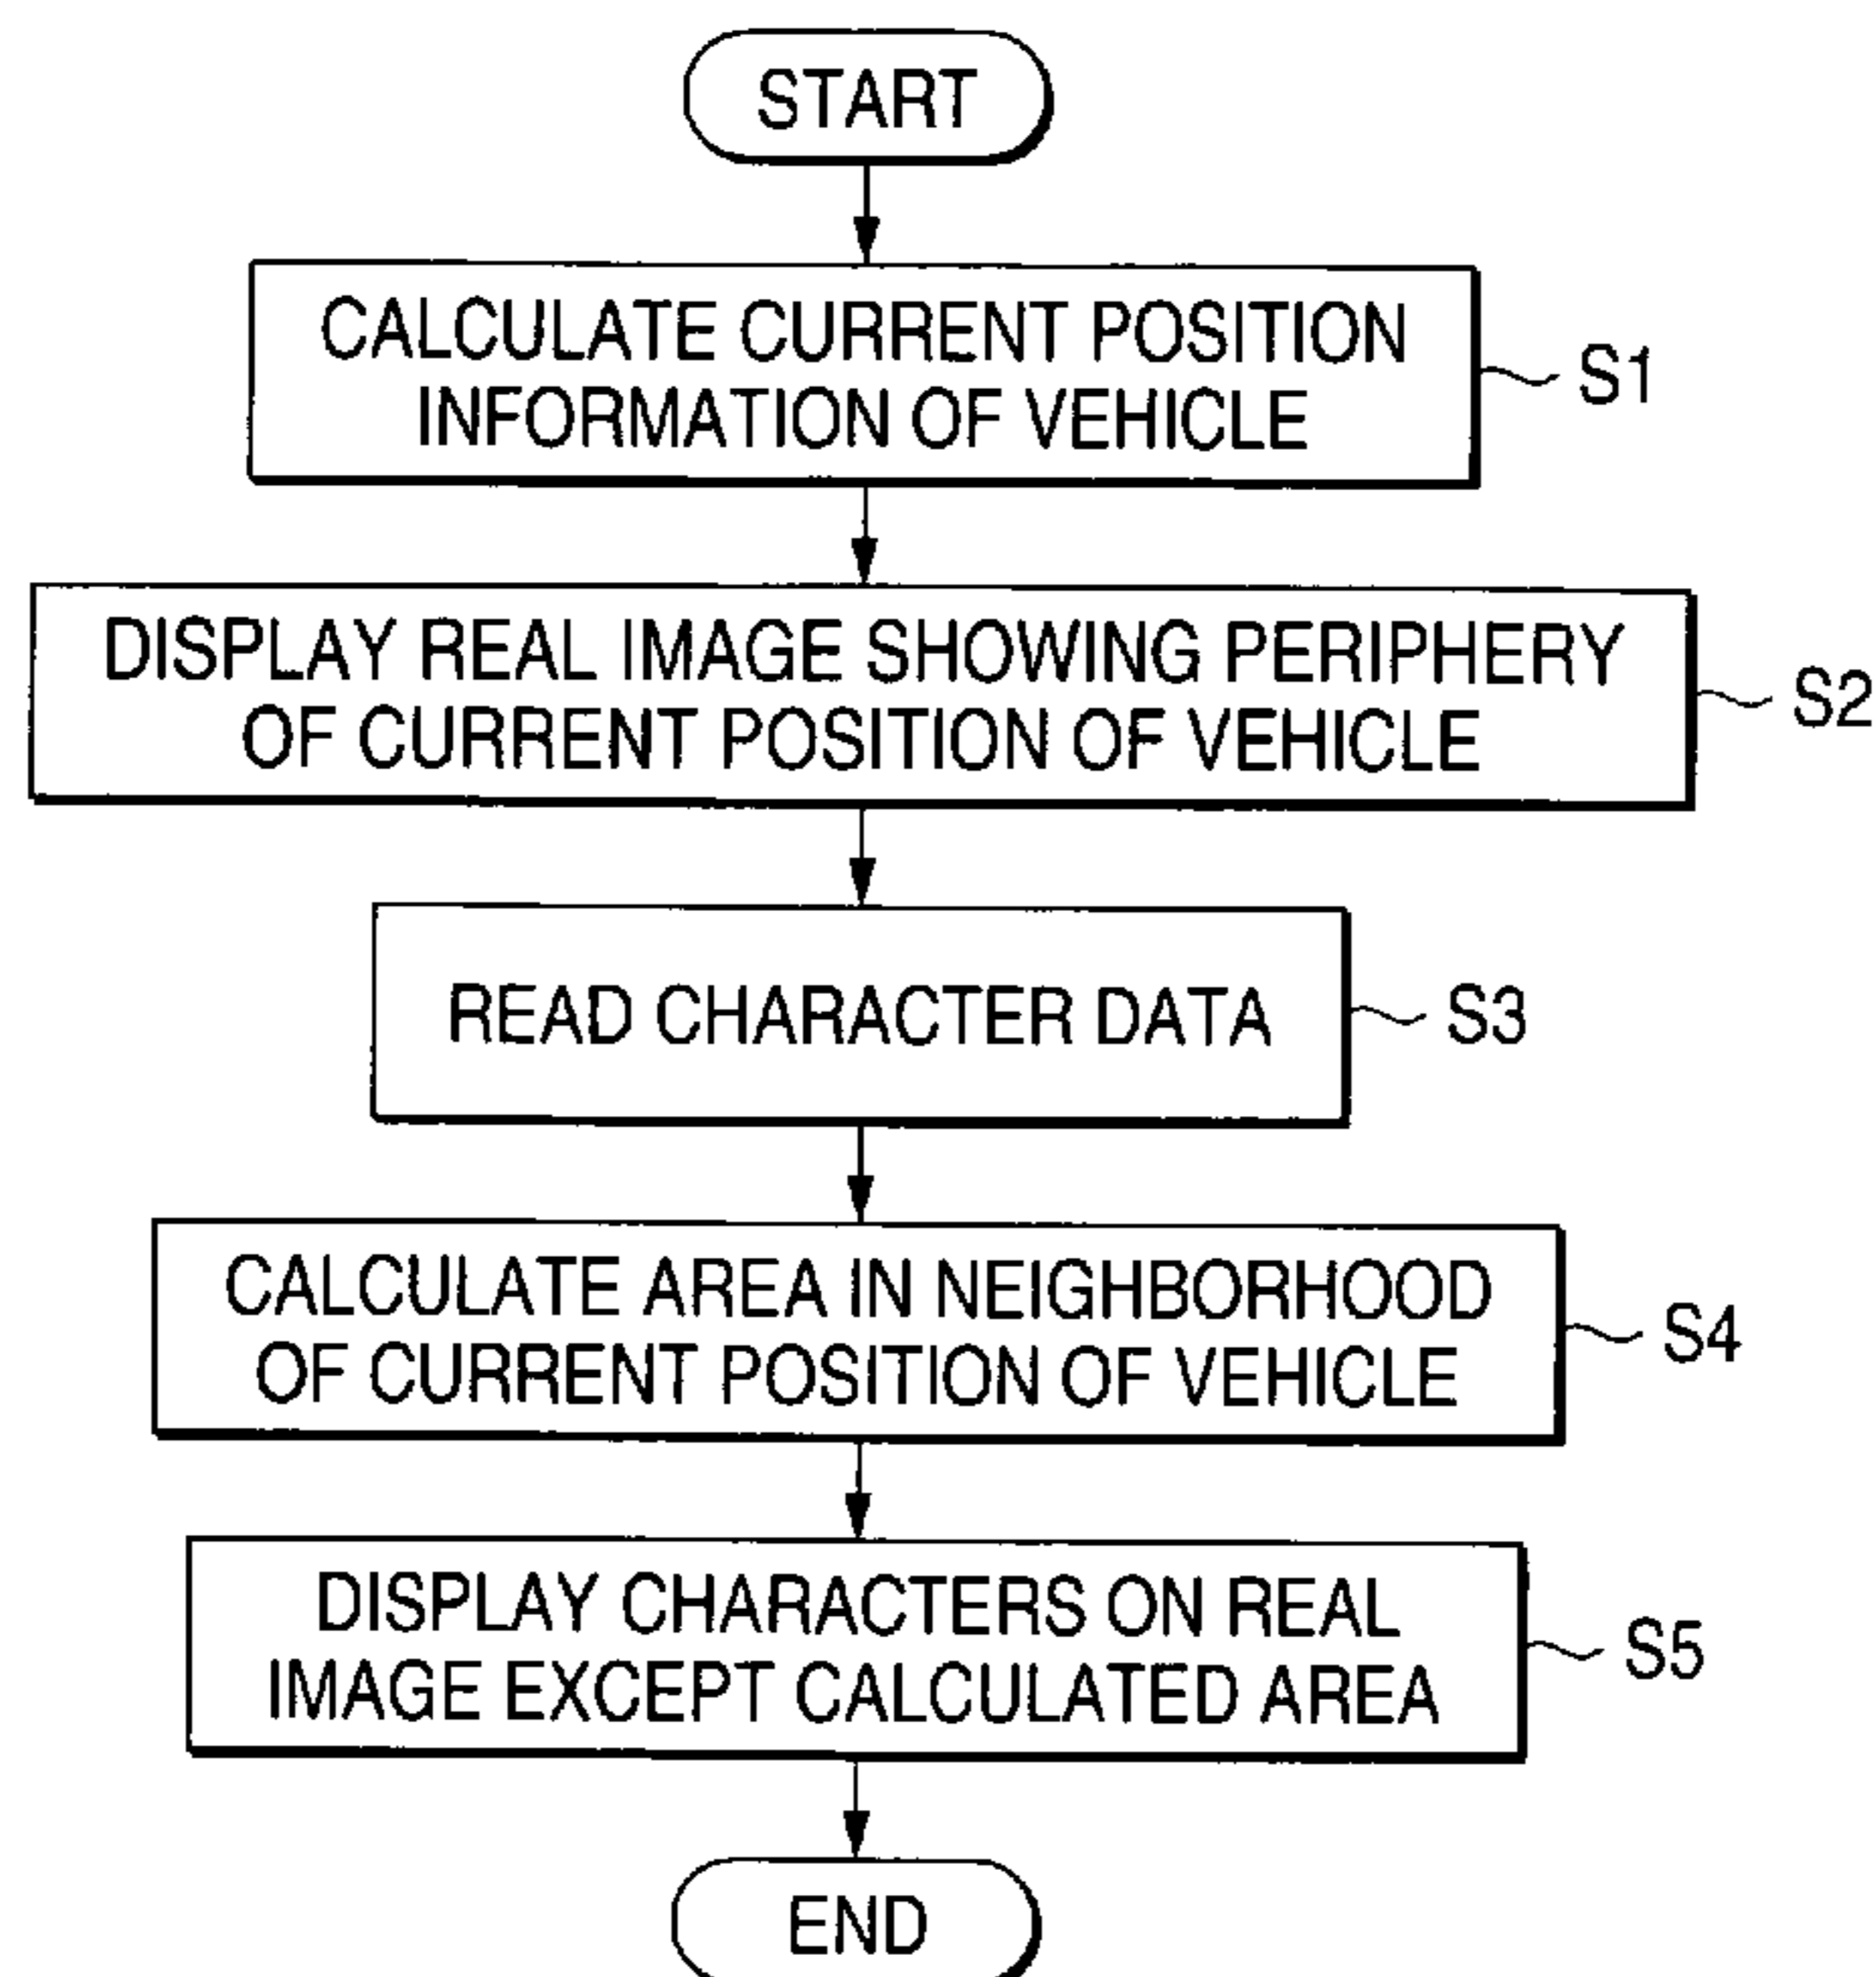 START
CALCULATE CURRENT POSITION
INFORMATION OF VEHICLE
S1
DISPLAY REAL IMAGE SHOWING PERIPHERY
OF CURRENT POSITION OF VEHICLE
S2
READ CHARACTER DATA
S3
CALCULATE AREA IN NEIGHBORHOOD
OF CURRENT POSITION OF VEHICLE
S4
DISPLAY CHARACTERS ON REAL
IMAGE EXCEPT CALCULATED AREA
S5
END